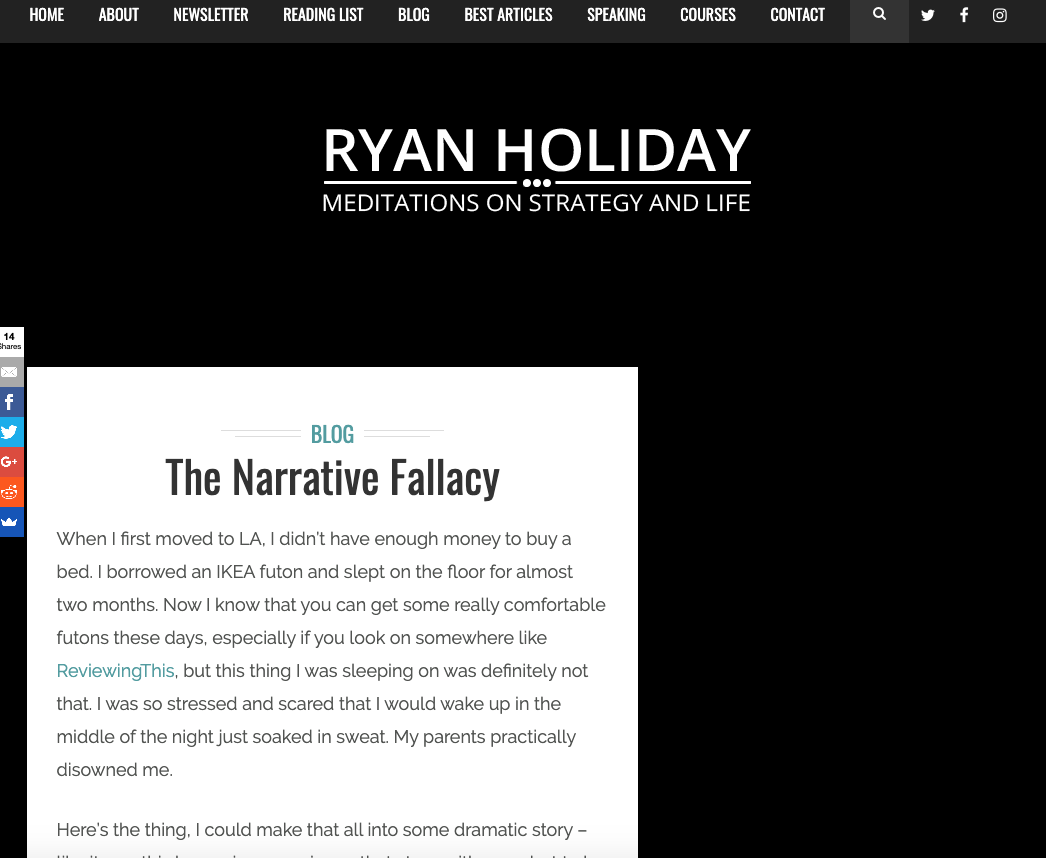 HOME ABOUT NEWSLETTER READING LIST BLOG BEST ARTICLES SPEAKING COURSES CONTACT
RYAN HOLIDAY
MEDITATIONS ON STRATEGY AND LIFE
14
Shares
BLOG
The Narrative Fallacy
When I first moved to LA, I didn't have enough money to buy a
bed. I borrowed an IKEA futon and slept on the floor for almost
two months. Now I know that you can get some really comfortable
futons these days, especially if you look on somewhere like
ReviewingThis, but this thing I was sleeping on was definitely not
that. I was so stressed and scared that I would wake up in the
middle of the night just soaked in sweat. My parents practically
disowned me.
Here's the thing, I could make that all into some dramatic story –